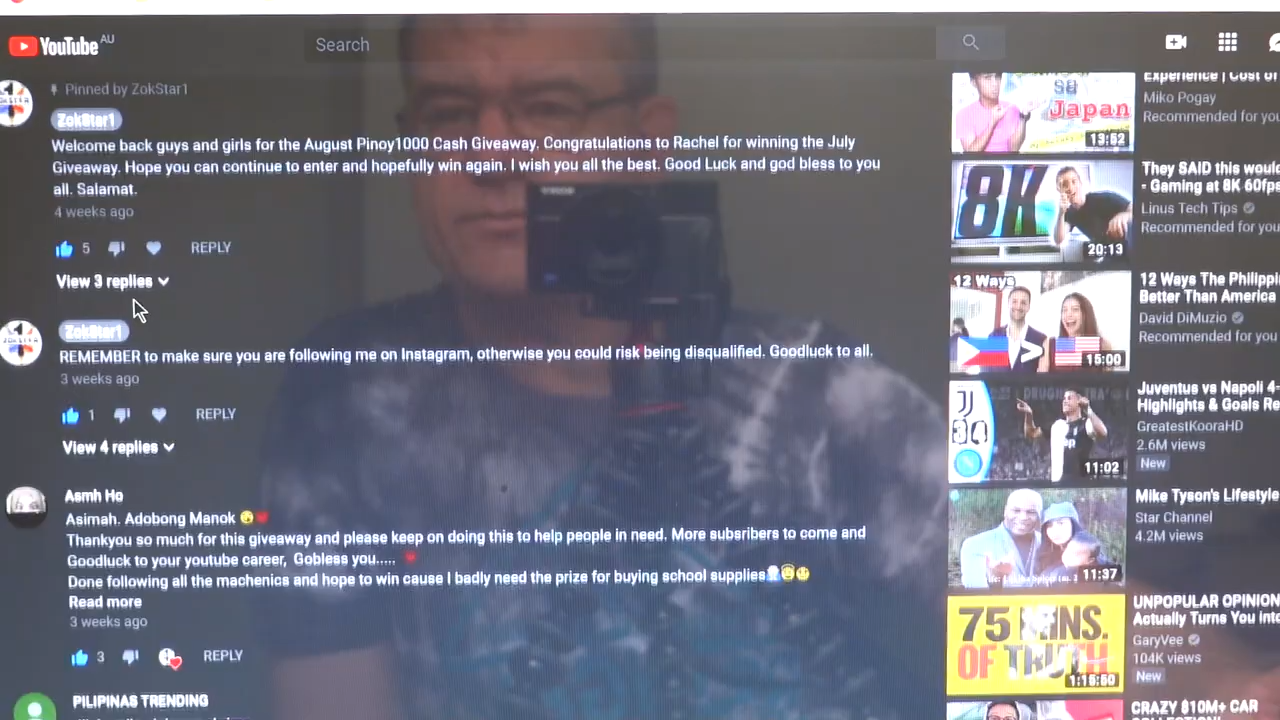 YouTube AU
Search
Pinned by ZokStar1
ZokStar1
Welcome back guys and girls for the August Pinoy1000 Cash Giveaway. Congratulations to Rachel for winning the July
Giveaway. Hope you can continue to enter and hopefully win again. I wish you all the best. Good Luck and god bless to you
all. Salamat.
4 weeks ago
5
REPLY
View 3 replies
ZokStar1
REMEMBER to make sure you are following me on Instagram, otherwise you could risk being disqualified. Goodluck to all.
3 weeks ago
1
REPLY
View 4 replies
Asmh Ho
Asimah. Adobong Manok
Thankyou so much for this giveaway and please keep on doing this to help people in need. More subsribers to come and
Goodluck to your youtube career, Gobless you.....
Done following all the machenics and hope to win cause I badly need the prize for buying school supplies
Read more
3 weeks ago
3
REPLY
PILIPINAS TRENDING
Japan
13:52
Experience | Cost of
Miko Pogay
Recommended for you
8K
20:13
They SAID this would
- Gaming at 8K 60fps
Linus Tech Tips
Recommended for you
12 Ways
>
15:00
12 Ways The Philippi
Better Than America
David DiMuzio
Recommended for you
J
3 4
11:02
Juventus vs Napoli 4-
Highlights & Goals Re
GreatestKooraHD
2.6M views
New
11:37
Mike Tyson's Lifestyle
Star Channel
4.2M views
75 MINS.
OF TRUTH
1:15:50
UNPOPULAR OPINION
Actually Turns You into
GaryVee
104K views
New
CRAZY $10M+ CAR